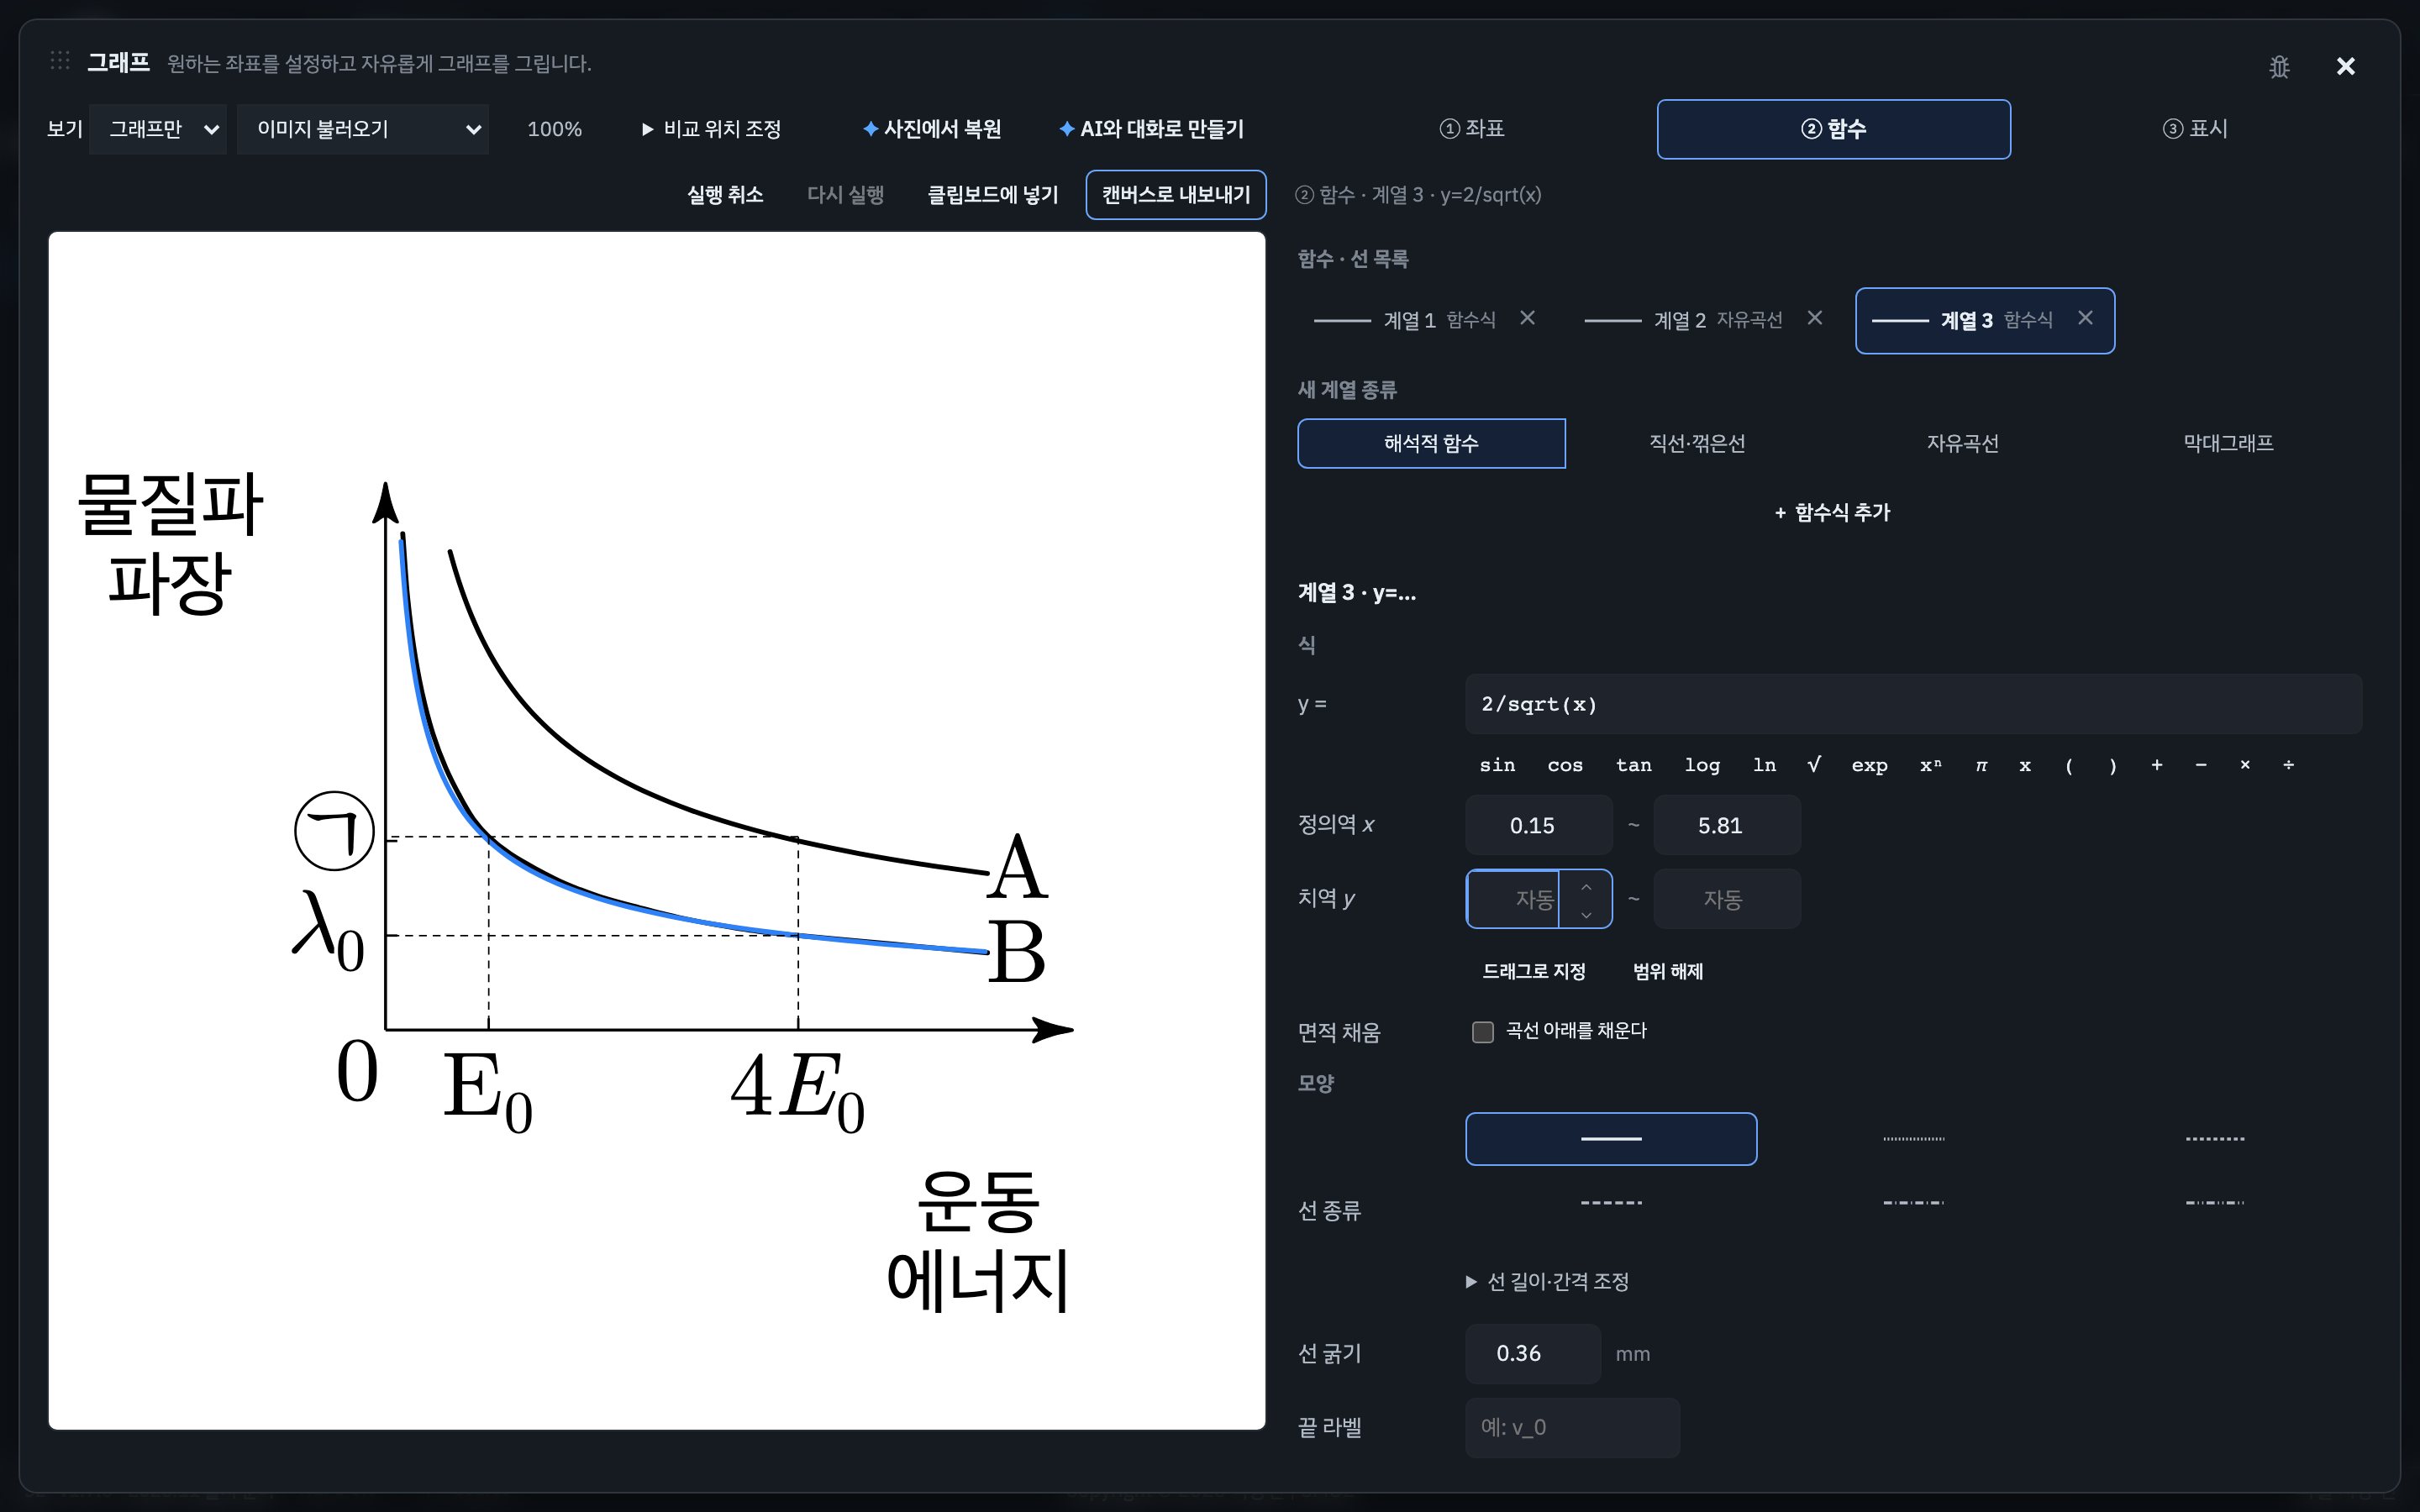 그래프 원하는 좌표를 설정하고 자유롭게 그래프를 그립니다.
보기 그래프만 이미지 불러오기 100% ▶ 비교 위치 조정 ✦사진에서 복원 ✦AI와 대화로 만들기
실행 취소 다시 실행 클립보드에 넣기 캔버스로 내보내기
물질파
파장
㉠
λ₀
A
B
0 E₀ 4E₀
운동
에너지
① 좌표 ② 함수 ③ 표시
② 함수 · 계열 3 · y=2/sqrt(x)
함수 · 선 목록
계열 1 함수식 × 계열 2 자유곡선 × 계열 3 함수식 ×
새 계열 종류
해석적 함수 직선·꺾은선 자유곡선 막대그래프
+ 함수식 추가
계열 3 · y=...
식
y = 2/sqrt(x)
sin cos tan log ln √ exp xⁿ π x ( ) + − × ÷
정의역 x 0.15 ~ 5.81
치역 y 자동 ~ 자동
드래그로 지정 범위 해제
면적 채움 곡선 아래를 채운다
모양
선 종류
▶ 선 길이·간격 조정
선 굵기 0.36 mm
끝 라벨 예: v_0